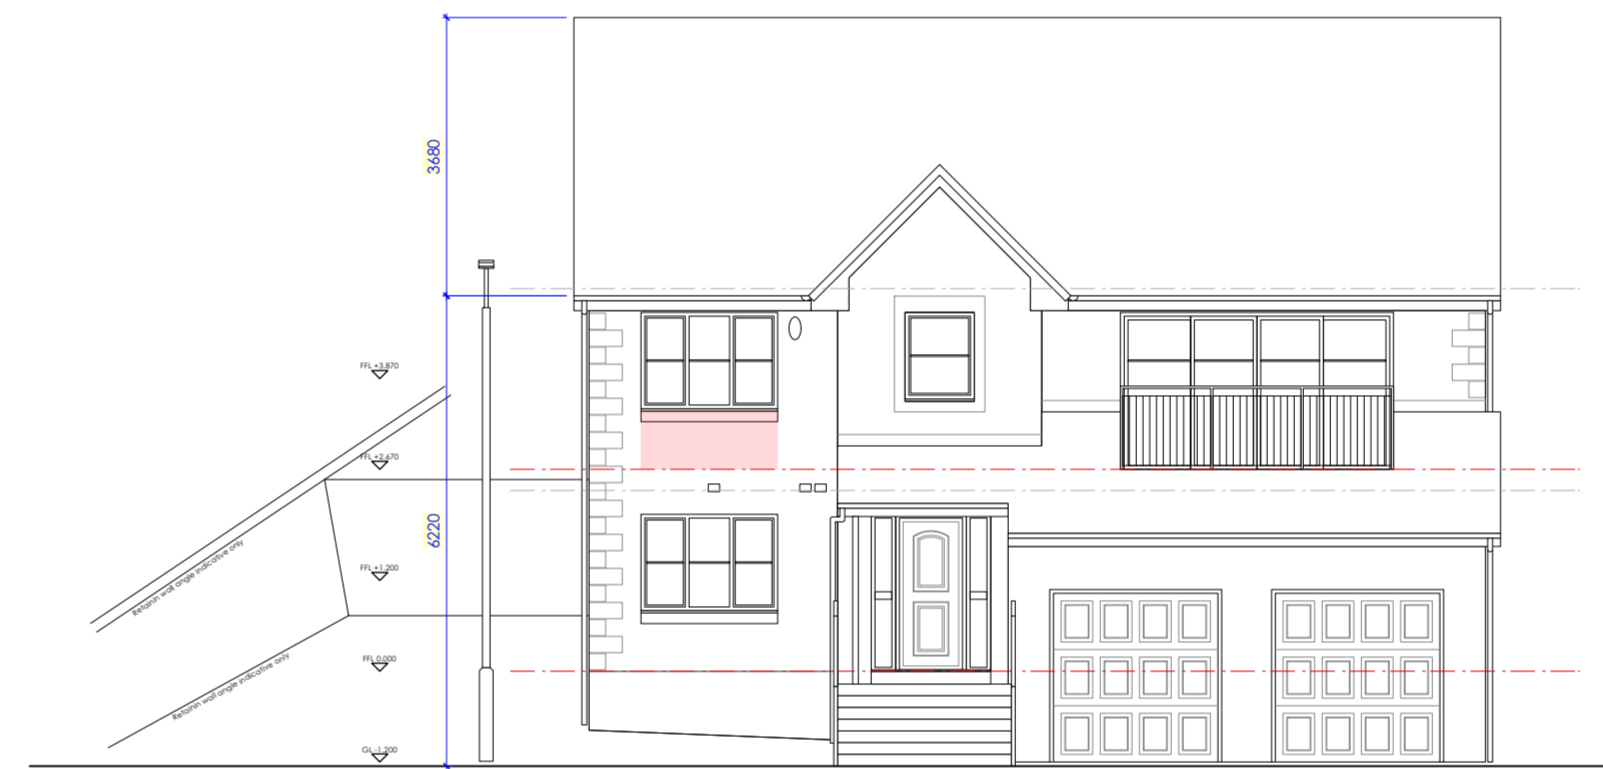 3680
FFL +3.870
FFL +2.670
6220
Retainin wall angle indicative only
FFL +1.200
FFL 0.000
Retainin wall angle indicative only
GL -1.200